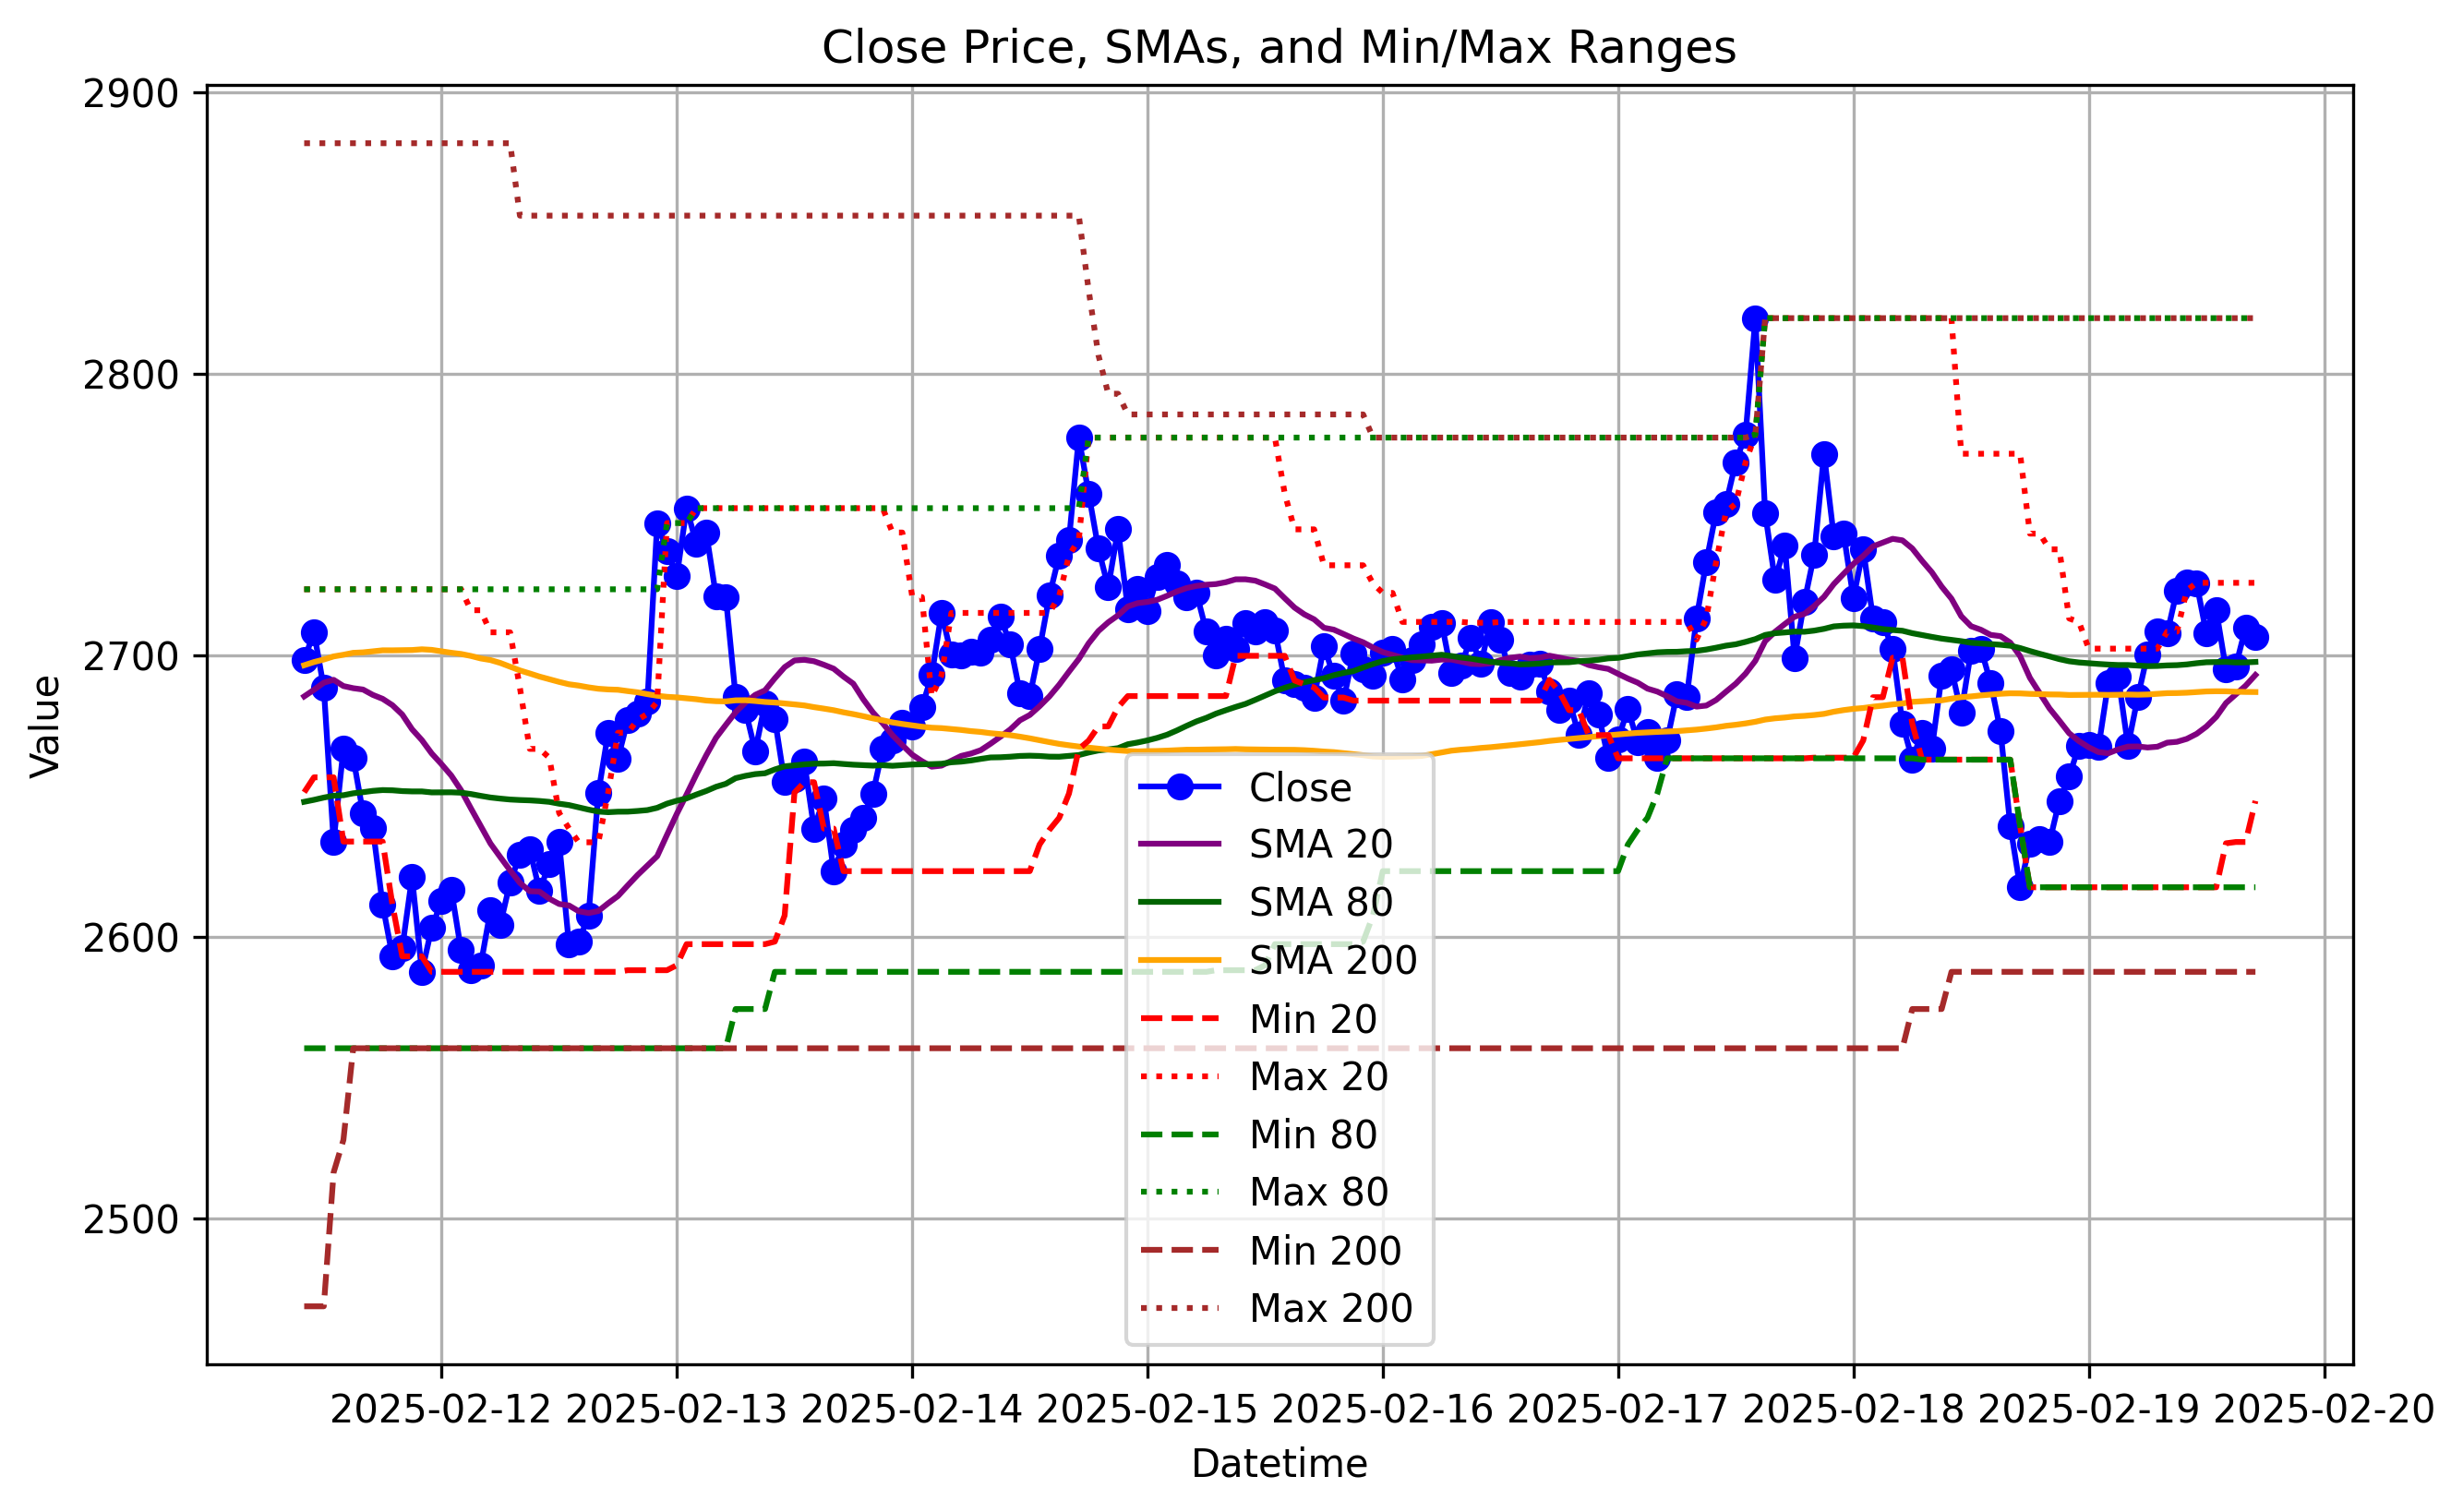 Close Price, SMAs, and Min/Max Ranges
2900
2800
2700
2600
2500
Value
Close
SMA 20
SMA 80
SMA 200
Min 20
Max 20
Min 80
Max 80
Min 200
Max 200
2025-02-12 2025-02-13 2025-02-14 2025-02-15 2025-02-16 2025-02-17 2025-02-18 2025-02-19 2025-02-20
Datetime